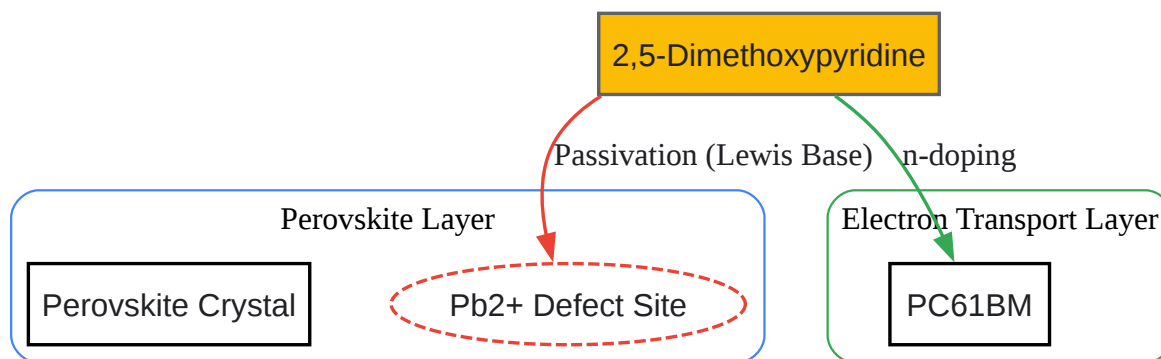 2,5-Dimethoxypyridine
Passivation (Lewis Base)
n-doping
Perovskite Layer
Electron Transport Layer
Perovskite Crystal
Pb2+ Defect Site
PC61BM